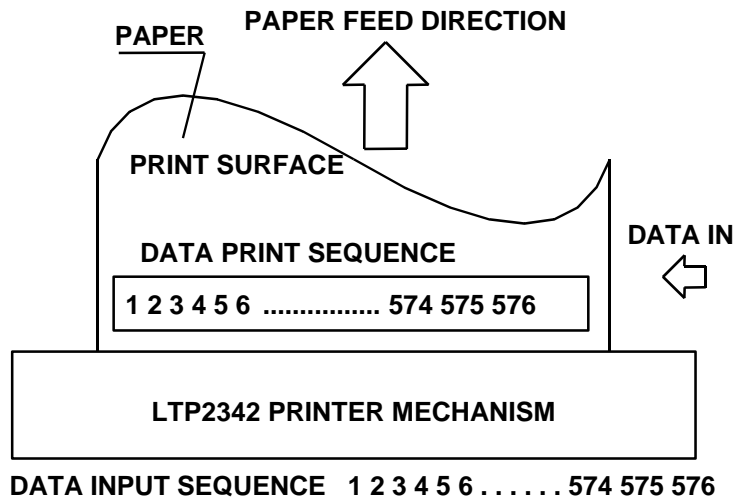 PAPER FEED DIRECTION
PAPER
PRINT SURFACE
DATA IN
DATA PRINT SEQUENCE
1 2 3 4 5 6 ................ 574 575 576
LTP2342 PRINTER MECHANISM
DATA INPUT SEQUENCE 1 2 3 4 5 6 . . . . . . 574 575 576